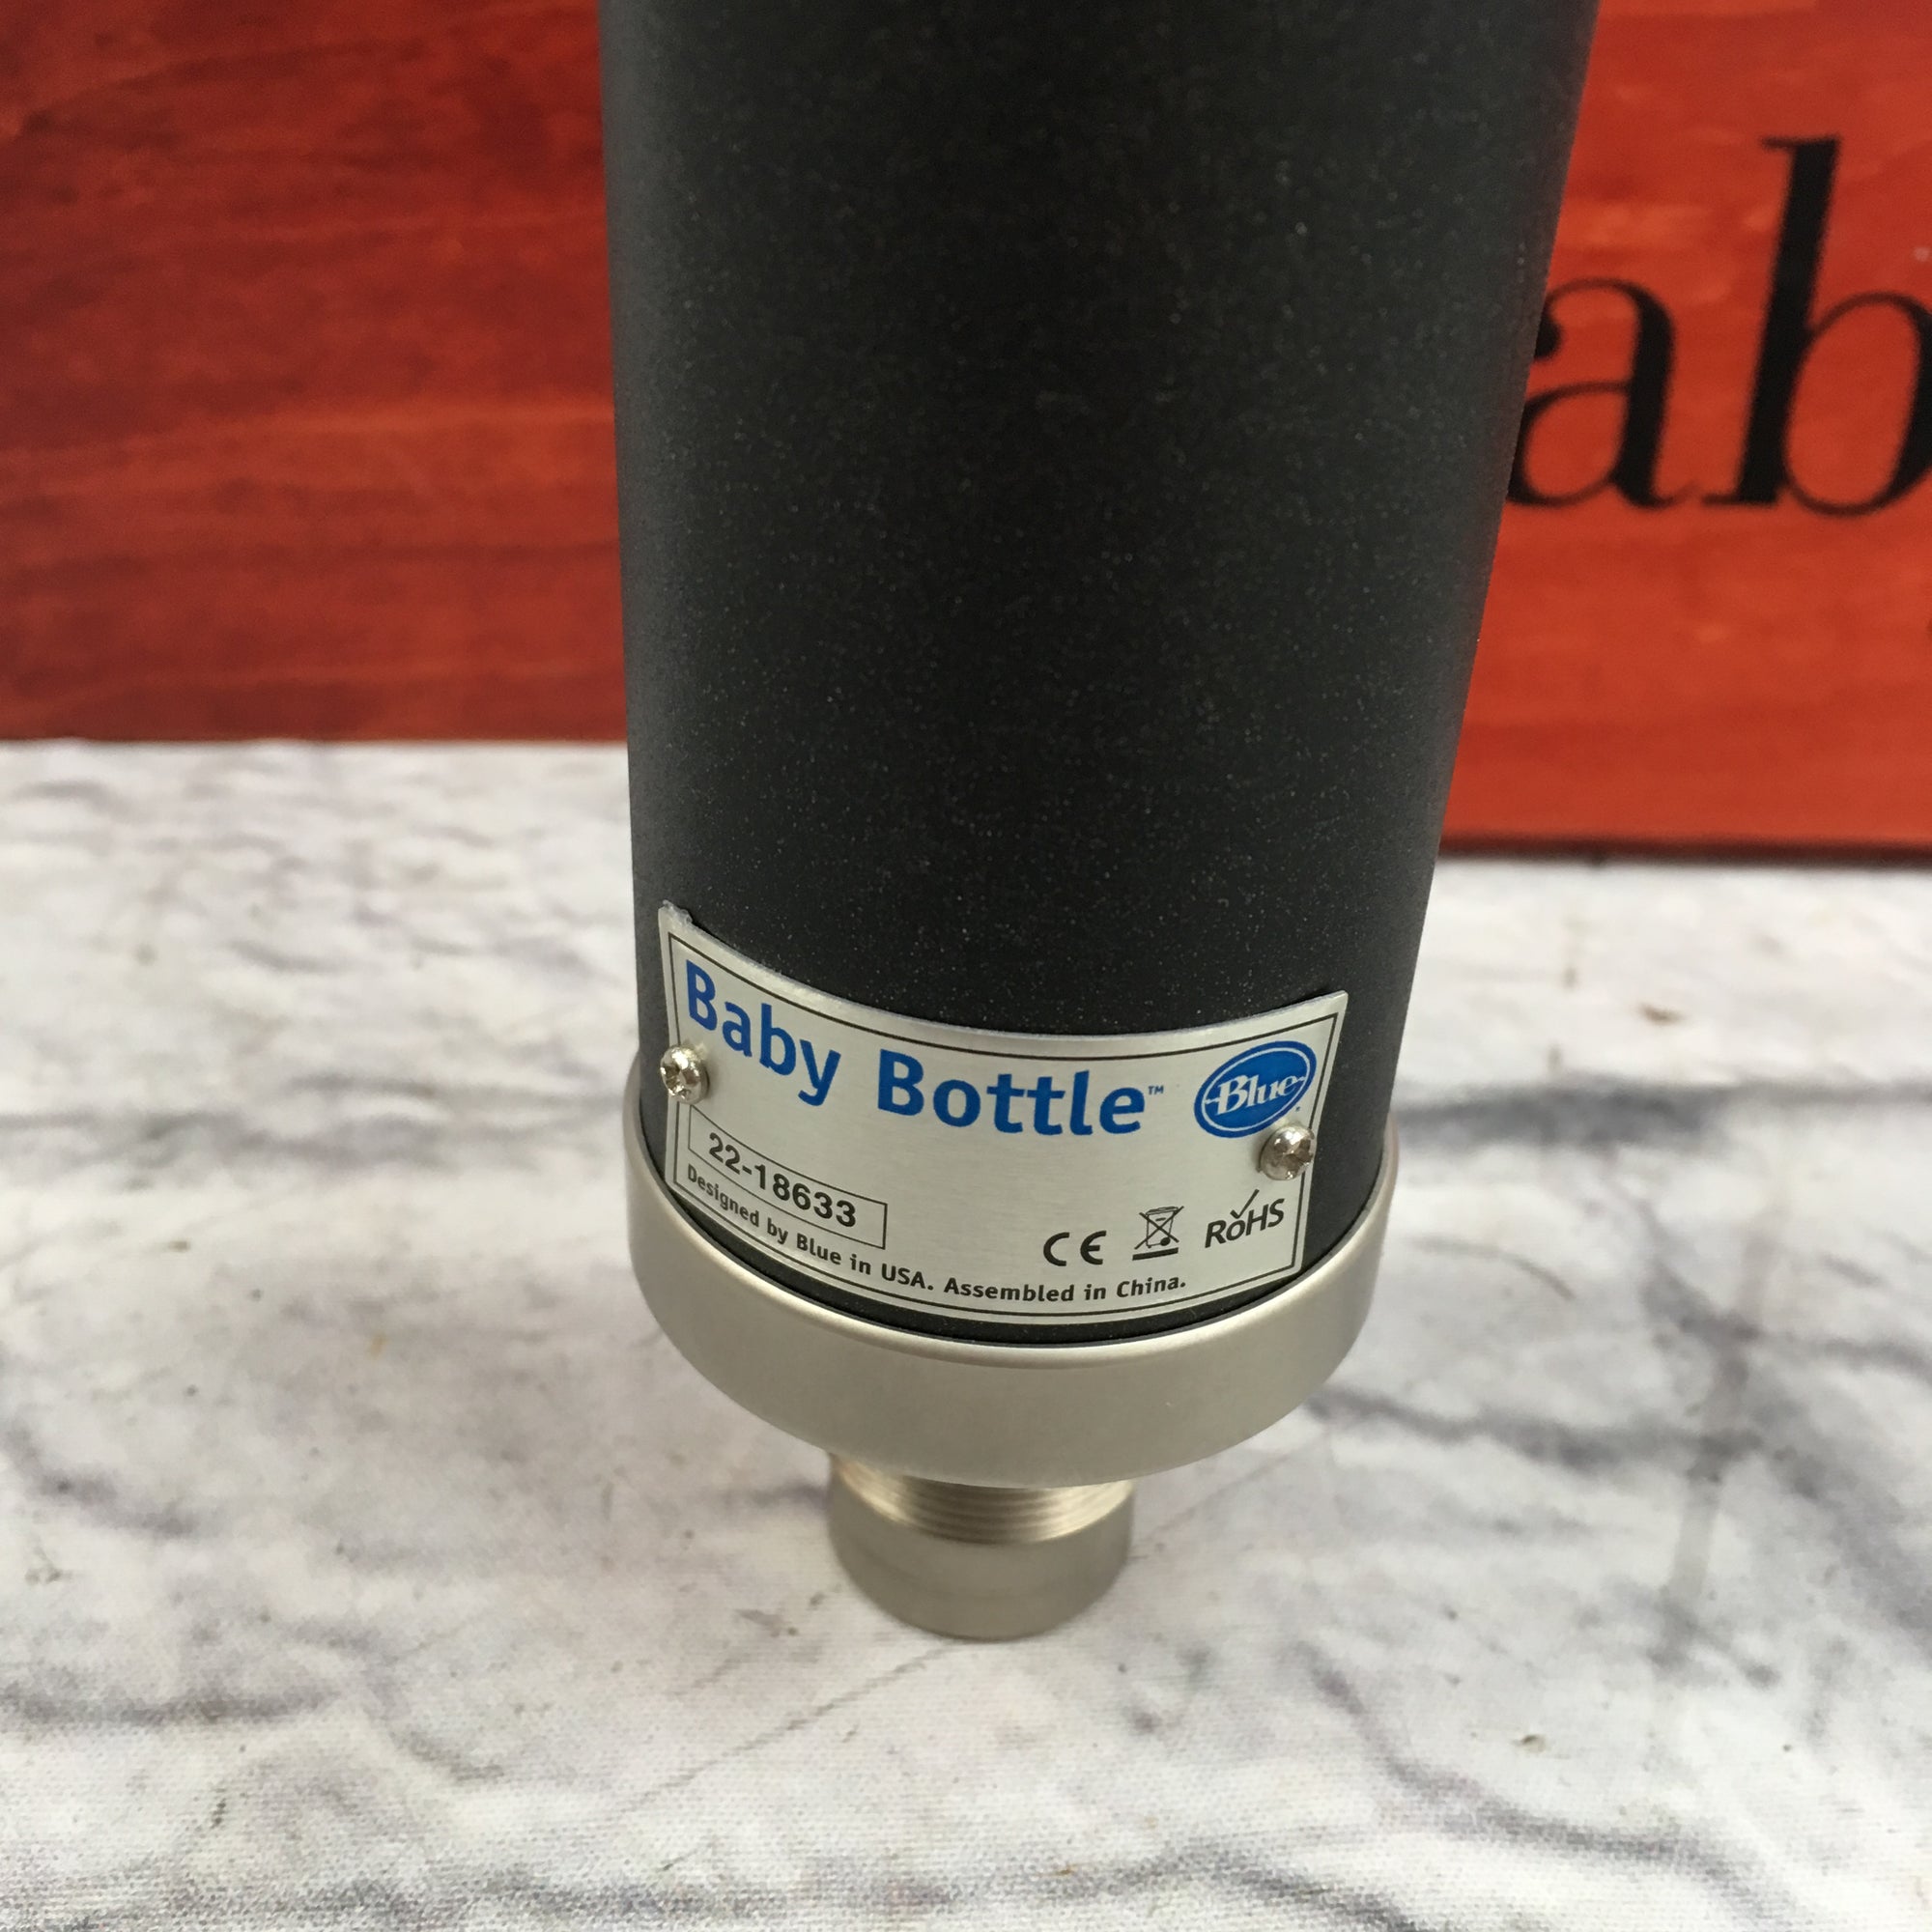 ab
Baby Bottle™
Blue
22-18633
CE RoHS
Designed by Blue in USA. Assembled in China.